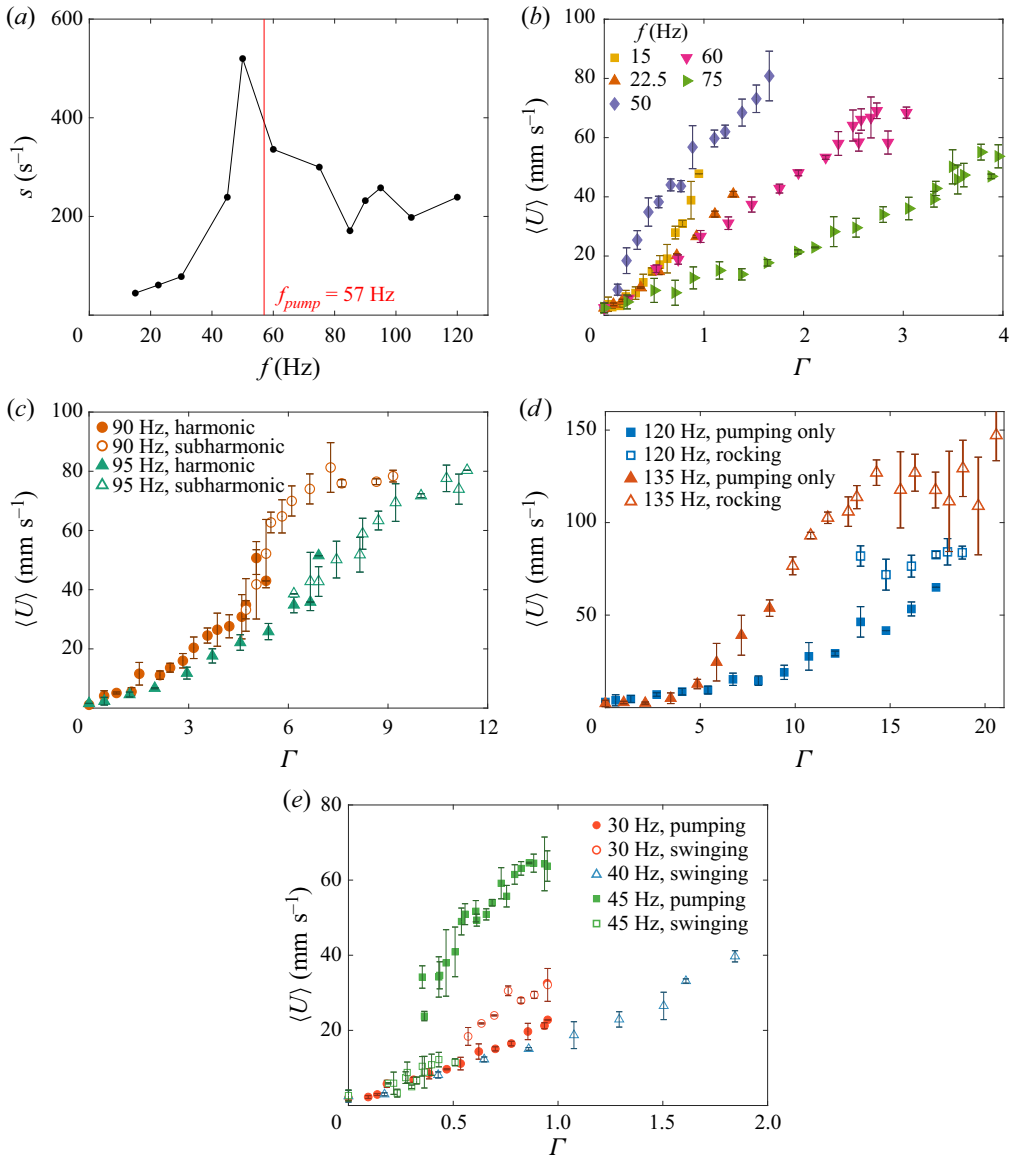 (a)
600
400
200
0
20
40
60
80
100
120
s (s⁻¹)
f (Hz)
f_pump = 57 Hz
(b)
100
80
60
40
20
0
1
2
3
4
⟨U⟩ (mm s⁻¹)
Γ
f (Hz)
15
22.5
50
60
75
(c)
100
80
60
40
20
0
3
6
9
12
⟨U⟩ (mm s⁻¹)
Γ
90 Hz, harmonic
90 Hz, subharmonic
95 Hz, harmonic
95 Hz, subharmonic
(d)
150
100
50
0
5
10
15
20
⟨U⟩ (mm s⁻¹)
Γ
120 Hz, pumping only
120 Hz, rocking
135 Hz, pumping only
135 Hz, rocking
(e)
80
60
40
20
0
0.5
1.0
1.5
2.0
⟨U⟩ (mm s⁻¹)
Γ
30 Hz, pumping
30 Hz, swinging
40 Hz, swinging
45 Hz, pumping
45 Hz, swinging